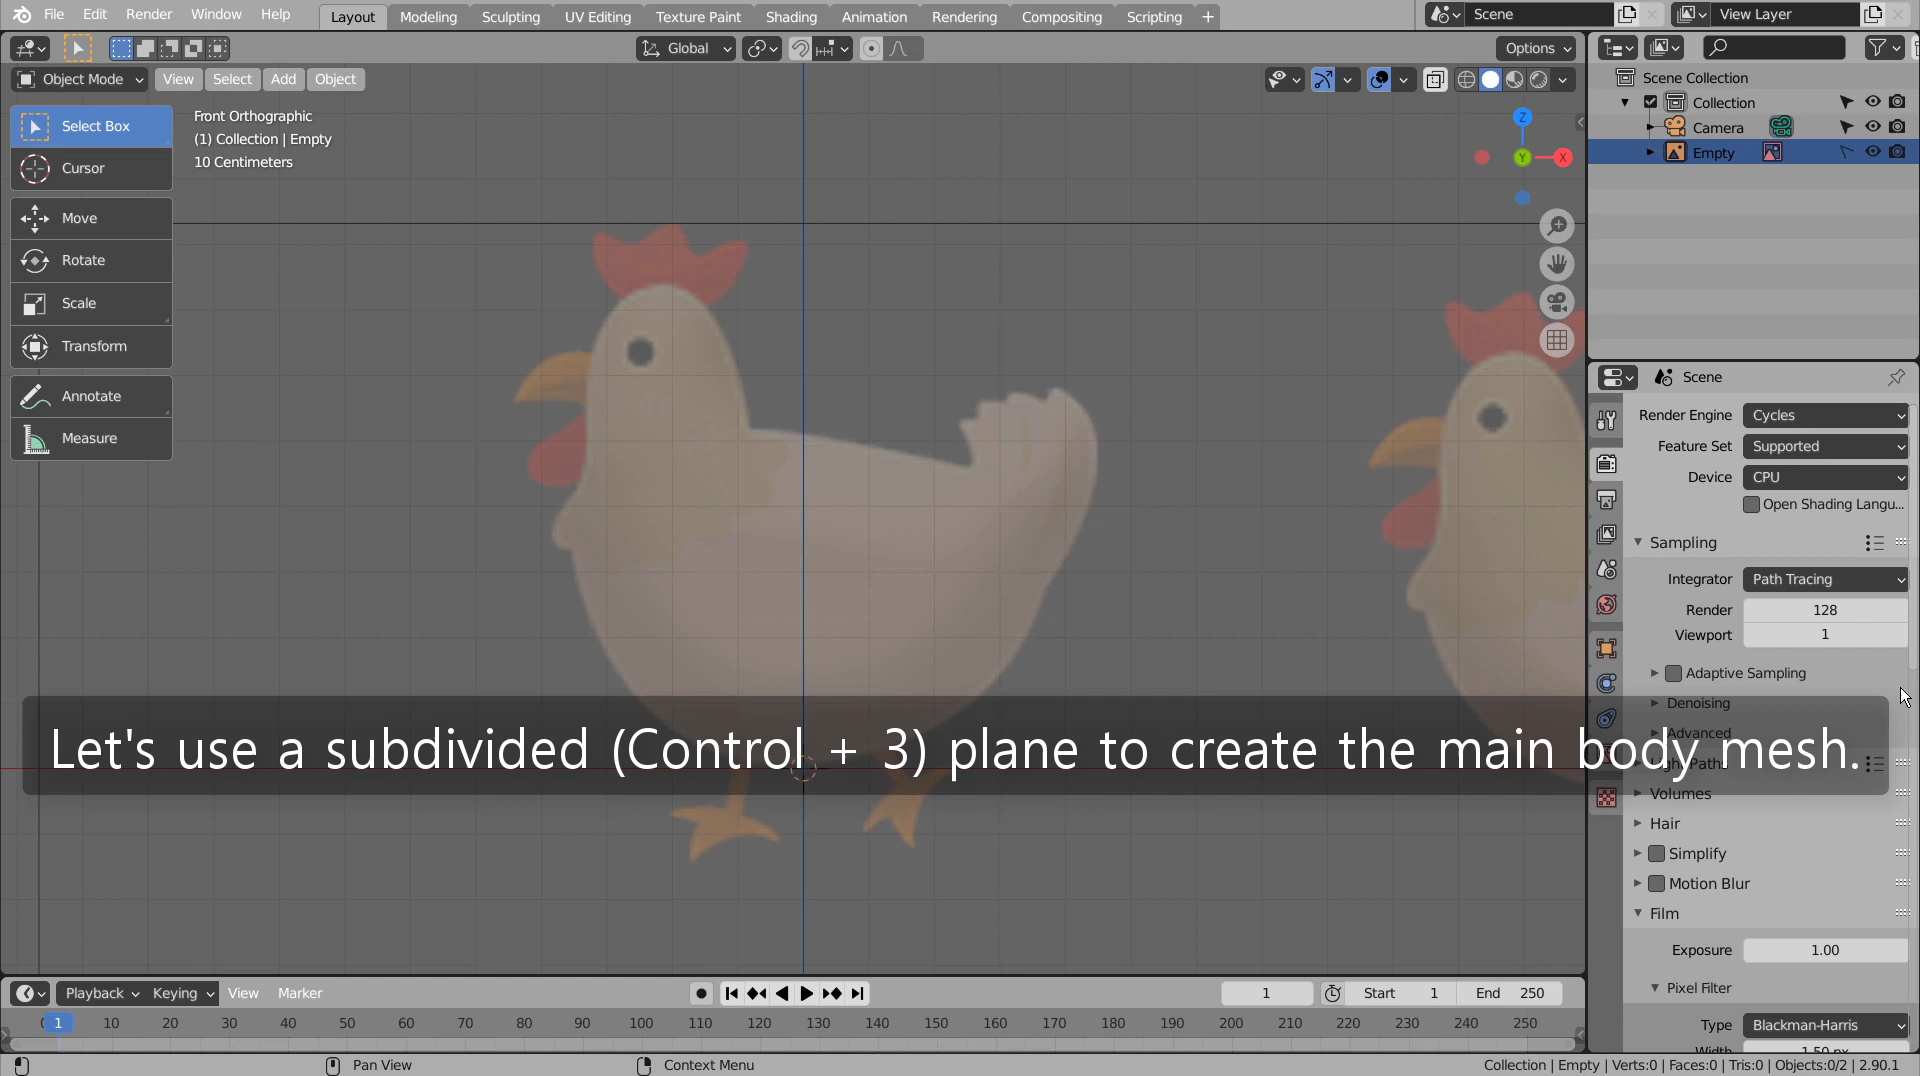 File Edit Render Window Help Layout Modeling Sculpting UV Editing Texture Paint Shading Animation Rendering Compositing Scripting + Scene View Layer
Global Options
Object Mode View Select Add Object
Select Box
Cursor
Move
Rotate
Scale
Transform
Annotate
Measure
Front Orthographic
(1) Collection | Empty
10 Centimeters
Z
Y
X
Scene Collection
Collection
Camera
Empty
Scene
Render Engine Cycles
Feature Set Supported
Device CPU
Open Shading Langu...
Sampling
Integrator Path Tracing
Render 128
Viewport 1
Adaptive Sampling
Denoising
Advanced
Light Paths
Let's use a subdivided (Control + 3) plane to create the main body mesh.
Volumes
Hair
Simplify
Motion Blur
Film
Exposure 1.00
Pixel Filter
Type Blackman-Harris
Width 1.50 px
Playback Keying View Marker 1 Start 1 End 250
1 10 20 30 40 50 60 70 80 90 100 110 120 130 140 150 160 170 180 190 200 210 220 230 240 250
Pan View Context Menu Collection | Empty | Verts:0 | Faces:0 | Tris:0 | Objects:0/2 | 2.90.1